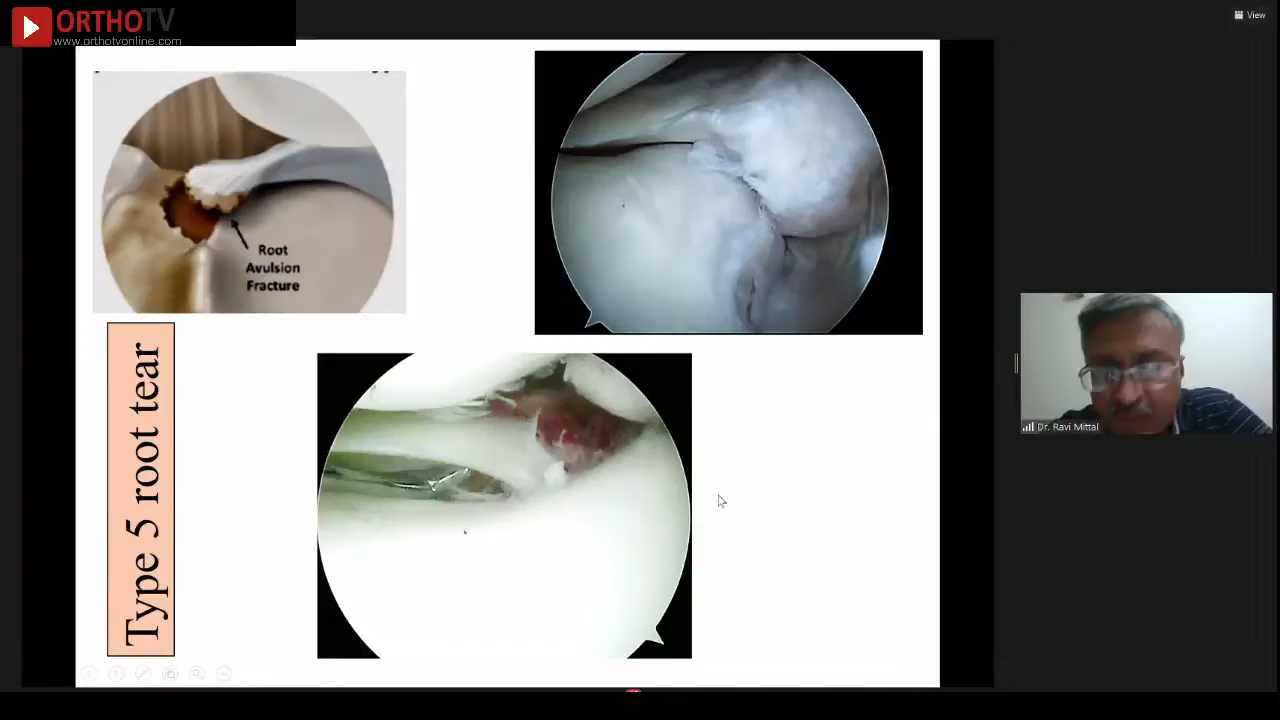 ORTHOTV
www.orthotvonline.com
View
Root
Avulsion
Fracture
Type 5 root tear
Dr. Ravi Mittal